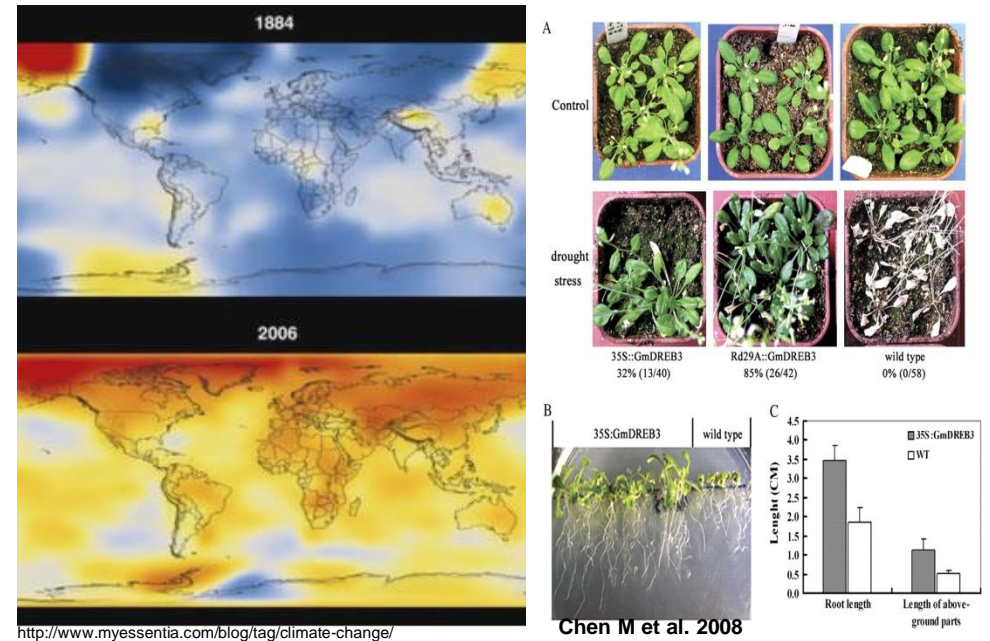 1884
2006
http://www.myessentia.com/blog/tag/climate-change/
A
Control
drought
stress
35S::GmDREB3
32% (13/40)
Rd29A::GmDREB3
85% (26/42)
wild type
0% (0/58)
B
35S:GmDREB3
wild type
C
4.5
4.0
3.5
3.0
2.5
2.0
1.5
1.0
0.5
0.0
Lenght (CM)
35S:GmDREB3
WT
Root length
Length of above-
ground parts
Chen M et al. 2008